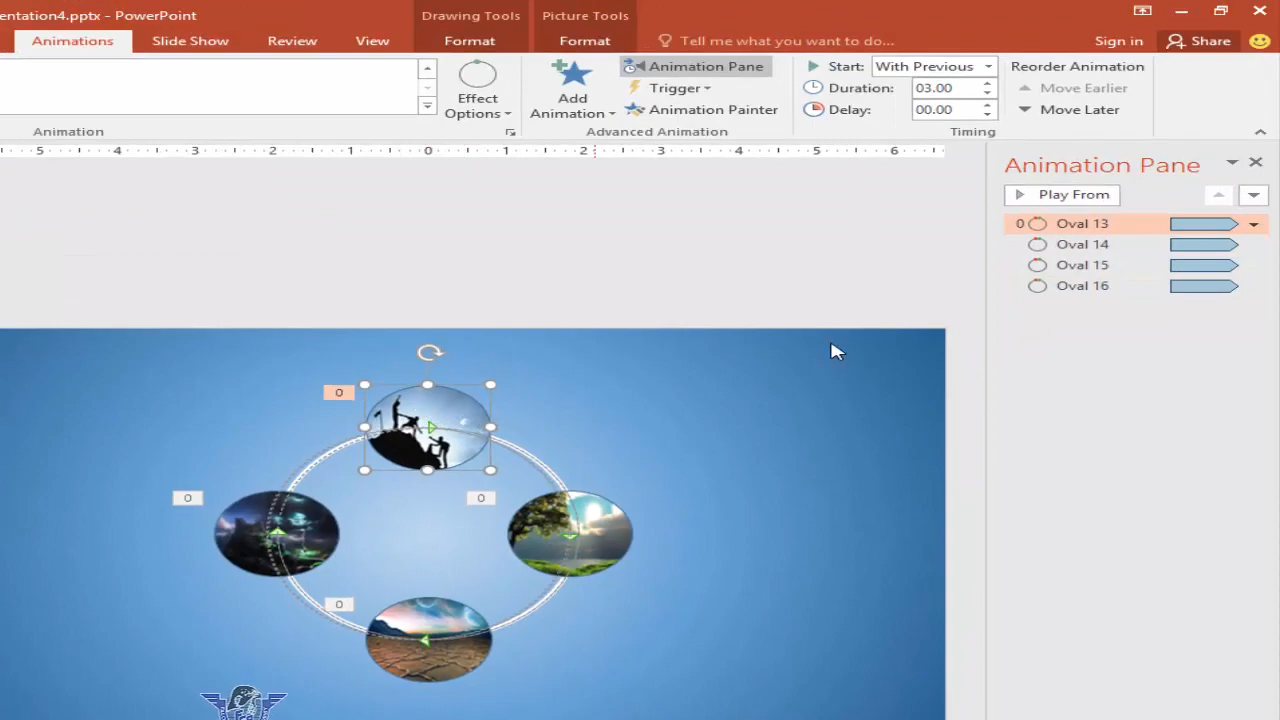 entation4.pptx - PowerPoint
Drawing Tools
Picture Tools
Animations
Slide Show
Review
View
Format
Format
Tell me what you want to do...
Sign in
Share
Effect
Options
Add
Animation
Animation Pane
Trigger
Animation Painter
Start:
With Previous
Duration:
03.00
Delay:
00.00
Reorder Animation
Move Earlier
Move Later
Animation
Advanced Animation
Timing
5 4 3 2 1 0 1 2 3 4 5 6
Animation Pane
Play From
0 Oval 13
Oval 14
Oval 15
Oval 16
0
0
0
0